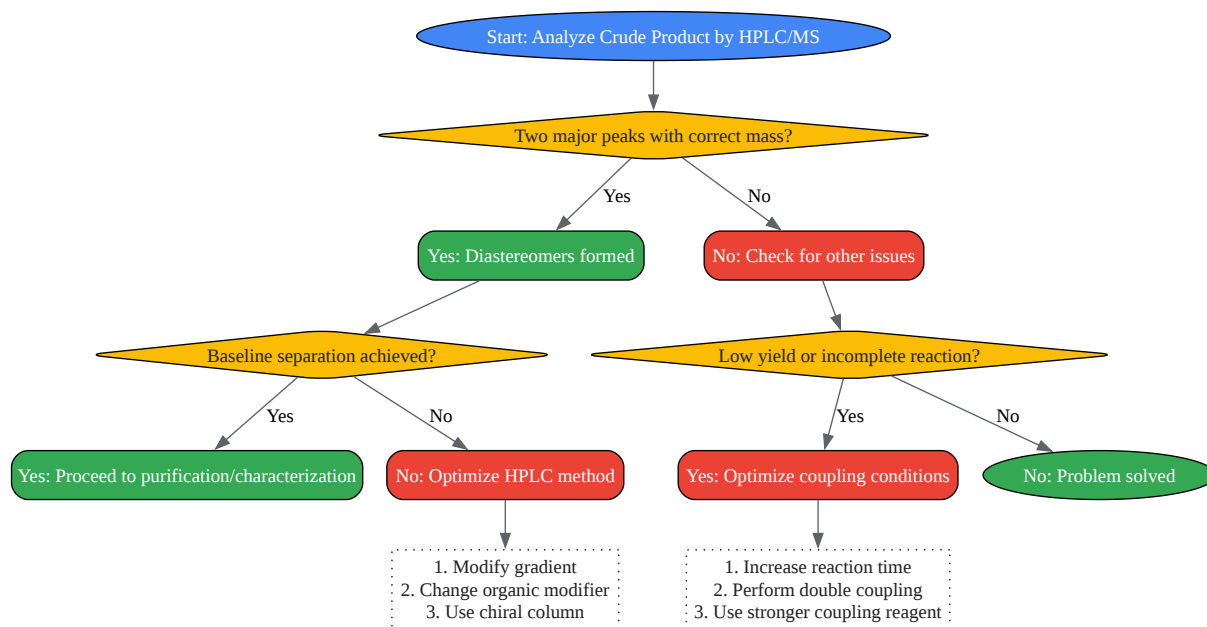 Start: Analyze Crude Product by HPLC/MS
Two major peaks with correct mass?
Yes
No
Yes: Diastereomers formed
No: Check for other issues
Baseline separation achieved?
Low yield or incomplete reaction?
Yes
No
Yes
No
Yes: Proceed to purification/characterization
No: Optimize HPLC method
Yes: Optimize coupling conditions
No: Problem solved
1. Modify gradient
2. Change organic modifier
3. Use chiral column
1. Increase reaction time
2. Perform double coupling
3. Use stronger coupling reagent